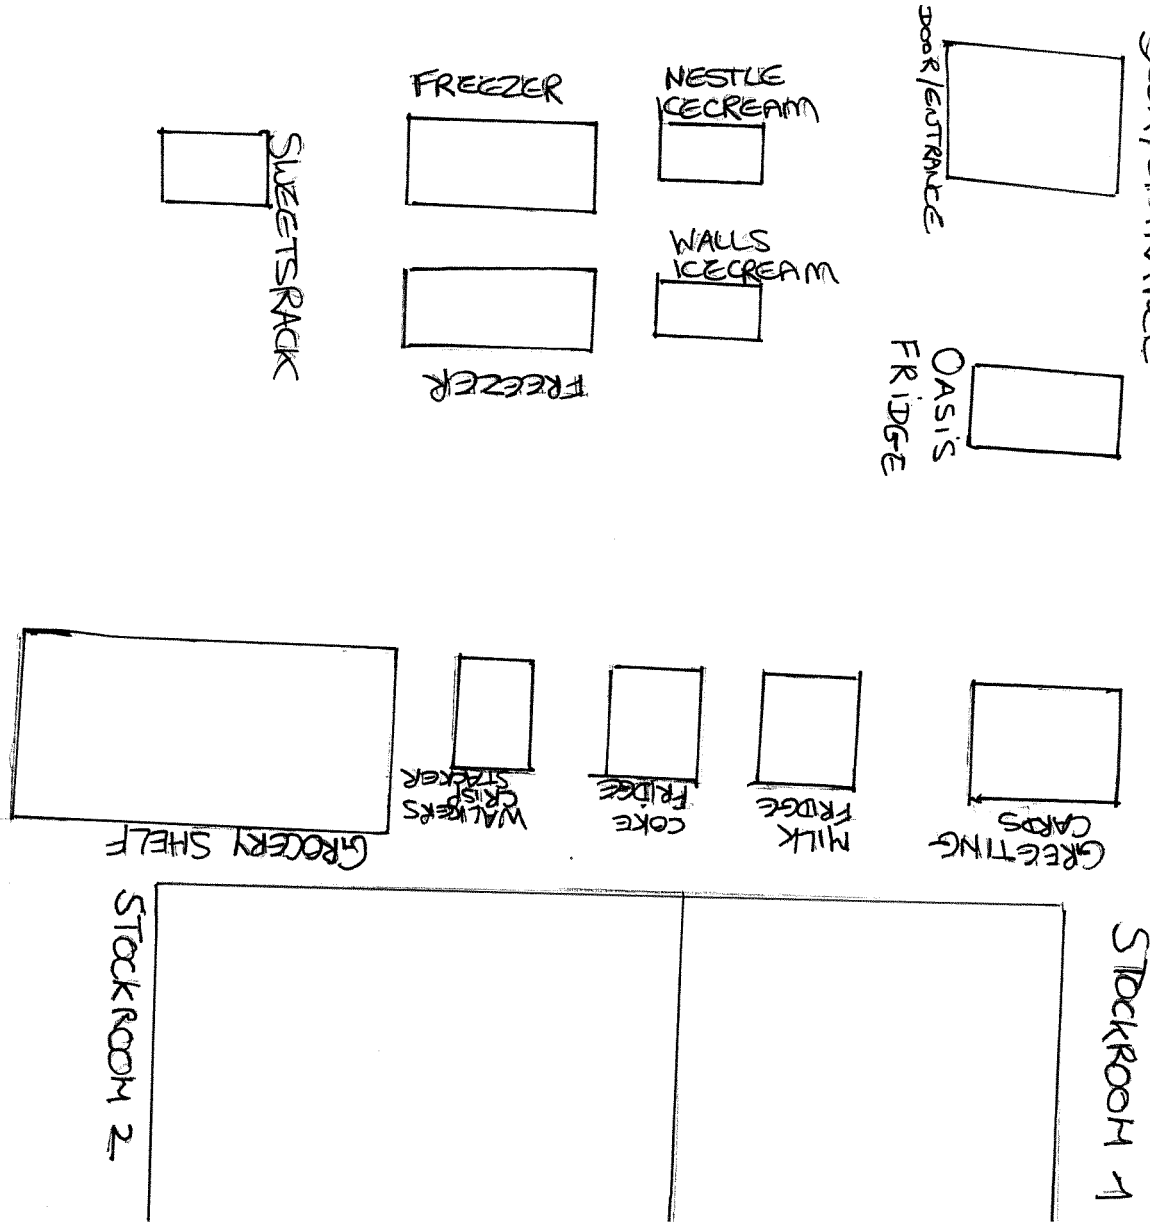 FREEZER
NESTLE
ICECREAM
DOOR/ENTRANCE
SWEETSRACK
WALLS
ICECREAM
FREEZER
OASIS
FRIDGE
WALKERS
CRISP
STACKER
COKE
FRIDGE
MILK
FRIDGE
GREETING
CARDS
GROCERY SHELF
STOCKROOM 2
STOCKROOM 1